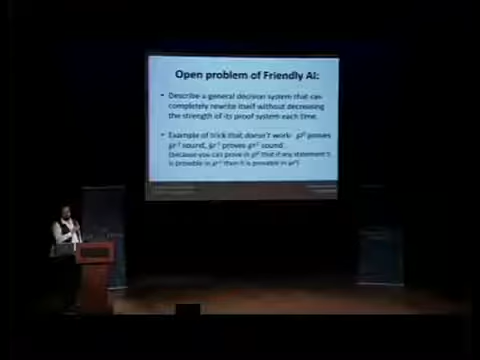 Open problem of Friendly AI:
• Describe a general decision system that can
completely rewrite itself without decreasing
the strength of its proof system each time.
• Example of trick that doesn't work: proves
sound, proves sound.
(because you can prove in that if any statement
is provable in then it is provable in